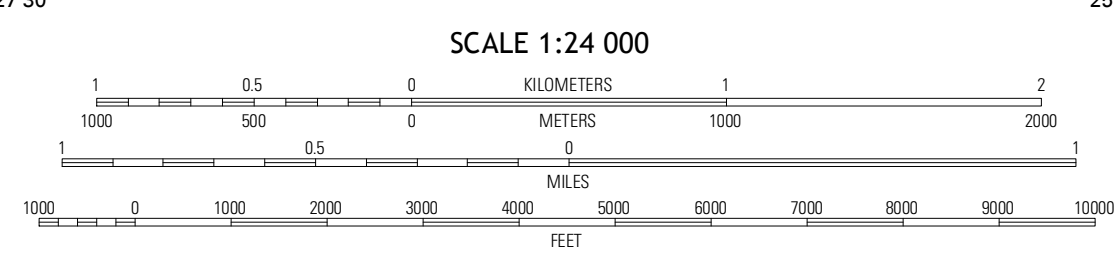 27'30" 25'
SCALE 1:24 000
1 0.5 0 KILOMETERS 1 2
1000 500 0 METERS 1000 2000
1 0.5 0 1
MILES
1000 0 1000 2000 3000 4000 5000 6000 7000 8000 9000 10000
FEET